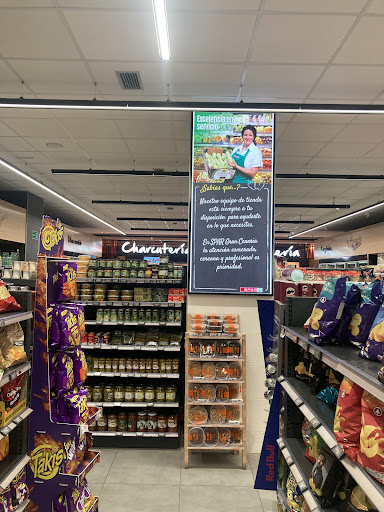 Excelencia en el
servicio
¿Sabías que...?
Nuestro equipo de tienda
está siempre a tu
disposición para ayudarte
en lo que necesites.
En SPAR Gran Canaria
la atención esmerada,
cercana y profesional es
prioridad.
Charcutería
ería
Takis
Takis
Red Bull